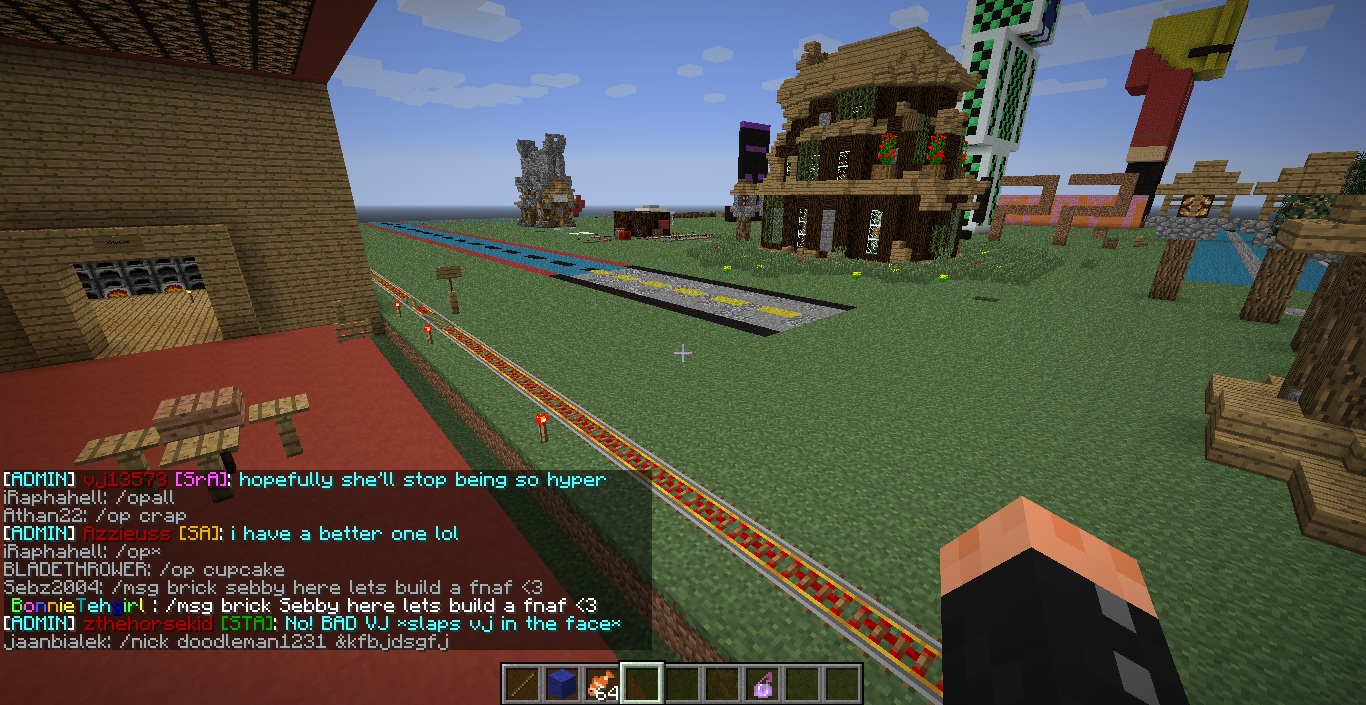 [ADMIN] vj13573 [SrA]: hopefully she'll stop being so hyper
iRaphahell: /opall
Athan22: /op crap
[ADMIN] Azzieuss [SA]: i have a better one lol
iRaphahell: /op*
BLADETHROWER: /op cupcake
Sebz2004: /msg brick sebby here lets build a fnaf <3
BonnieTehgirl : /msg brick Sebby here lets build a fnaf <3
[ADMIN] zthehorsekid [STA]: No! BAD VJ *slaps vj in the face*
jaanbialek: /nick doodleman1231 &kfbjdsgfj
64